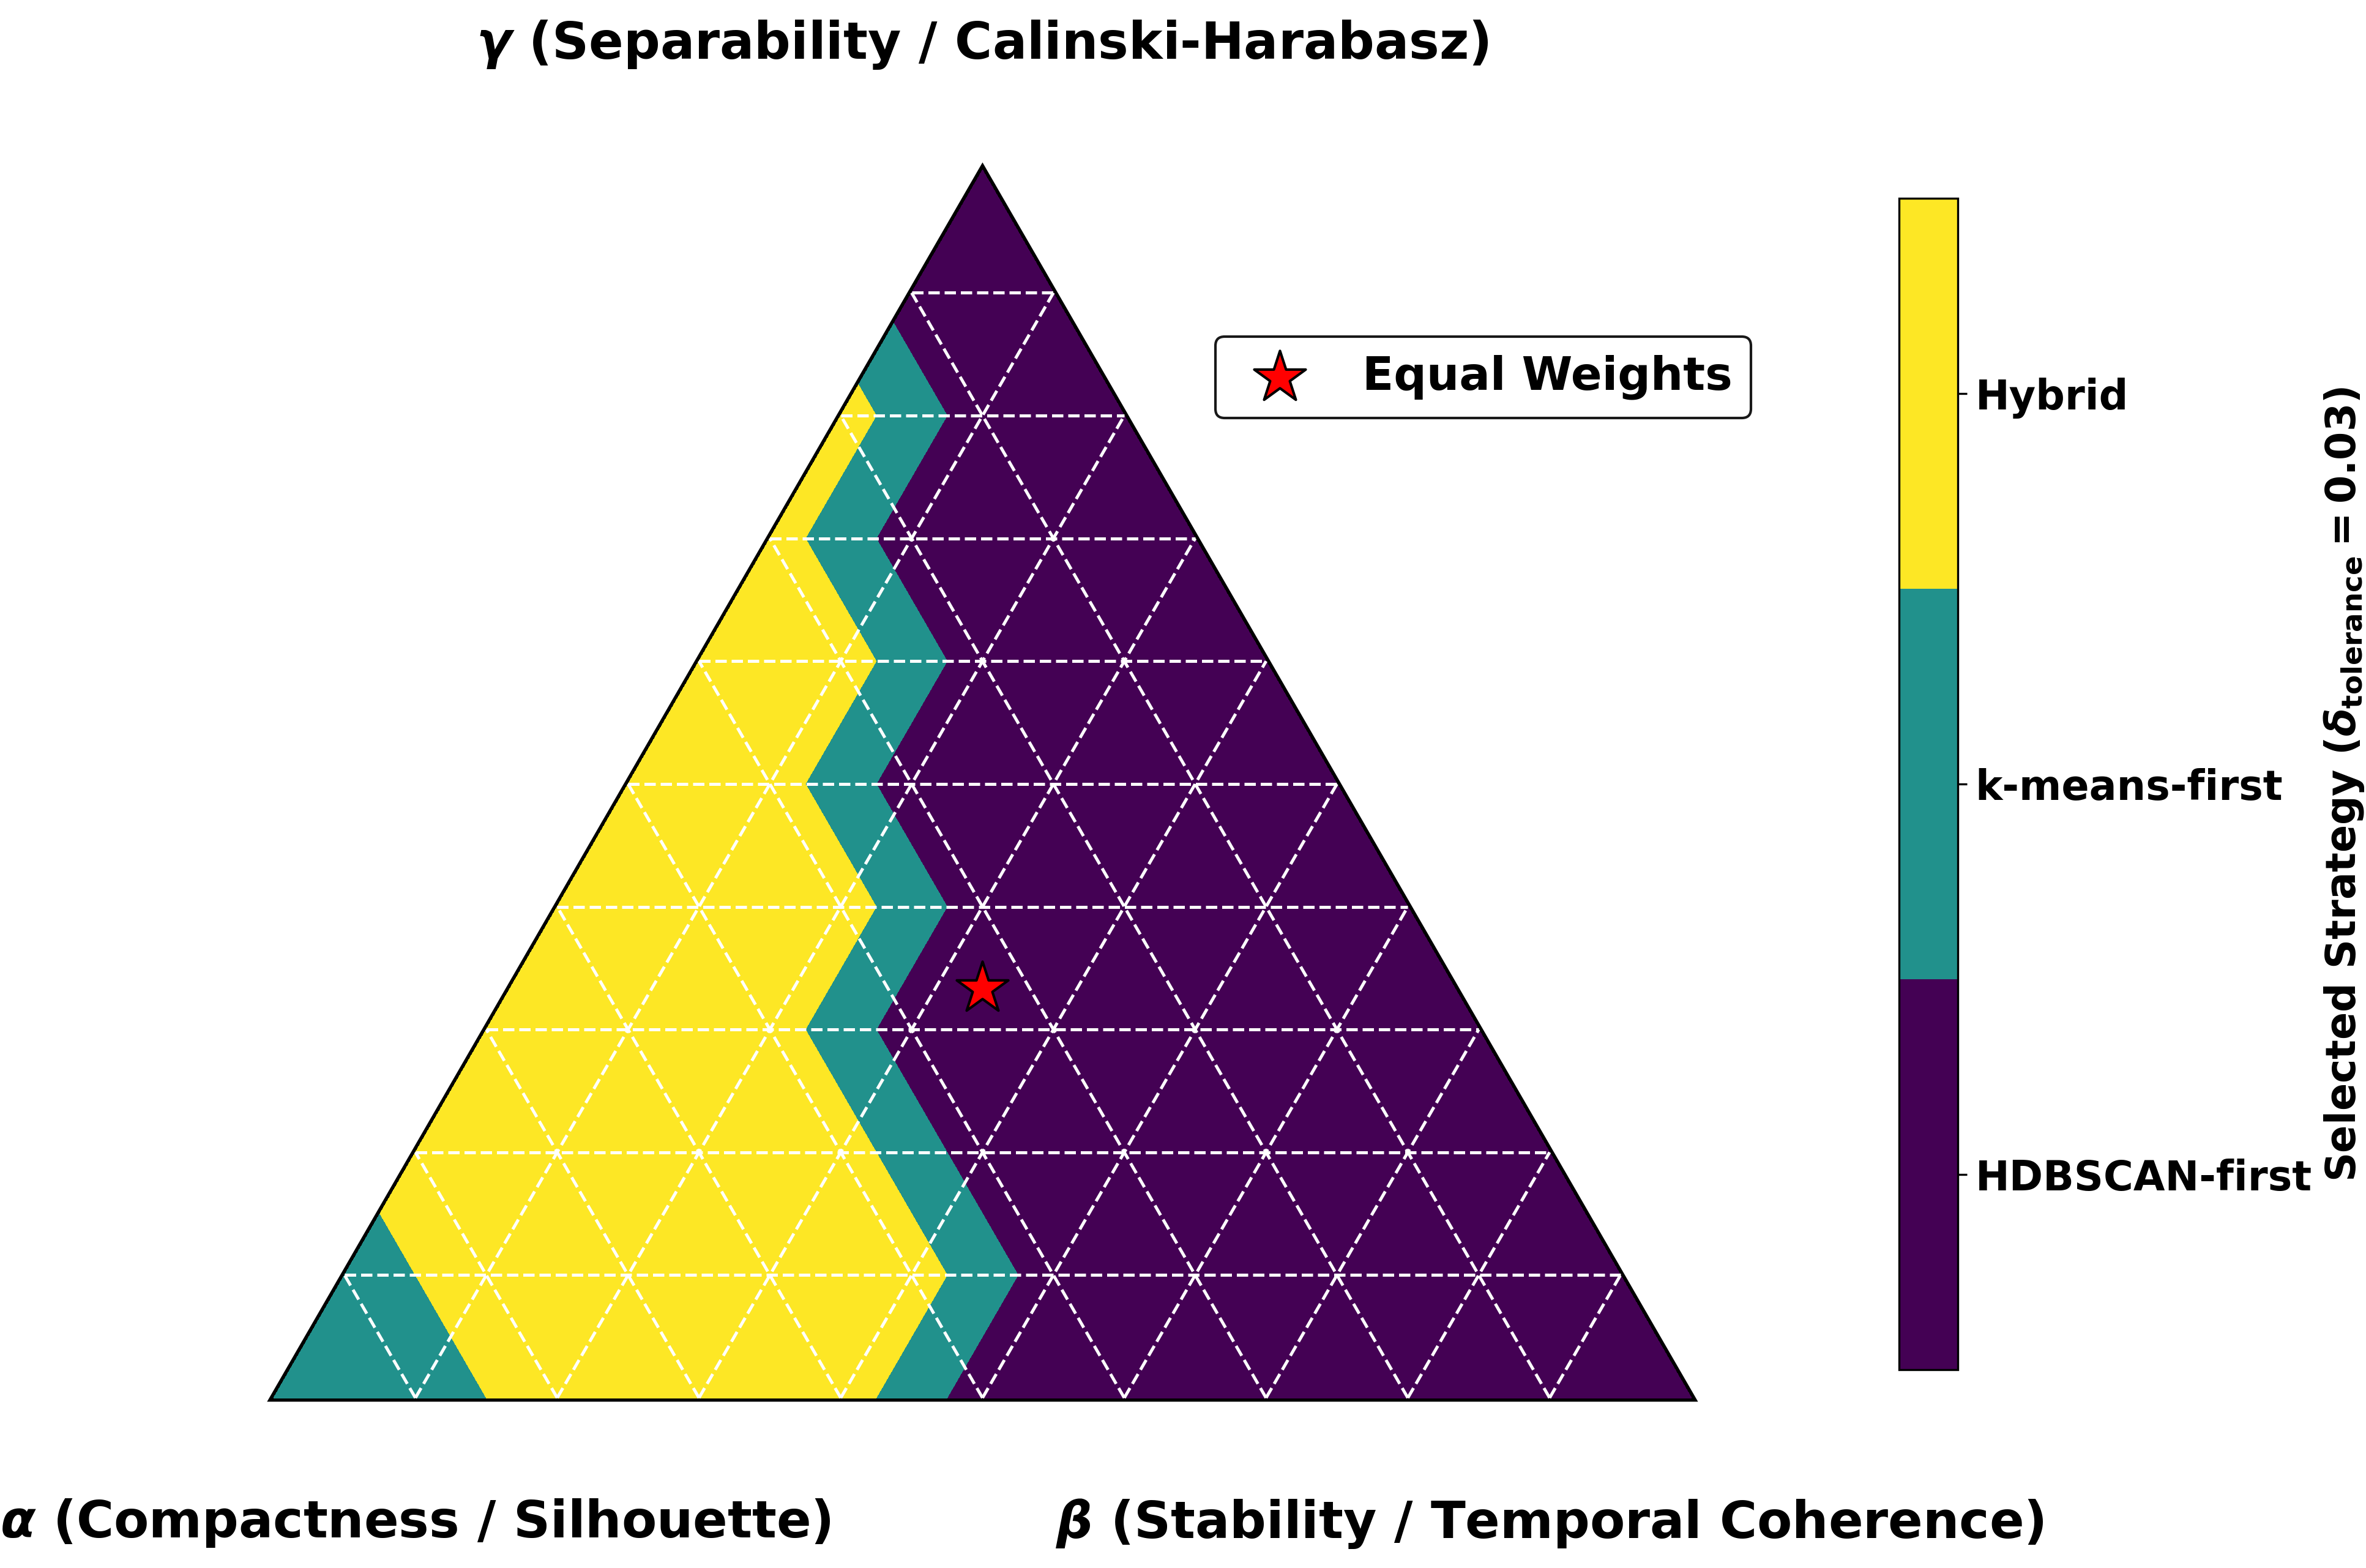 γ (Separability / Calinski-Harabasz)
Equal Weights
Hybrid
k-means-first
HDBSCAN-first
Selected Strategy (δtolerance = 0.03)
α (Compactness / Silhouette)
β (Stability / Temporal Coherence)